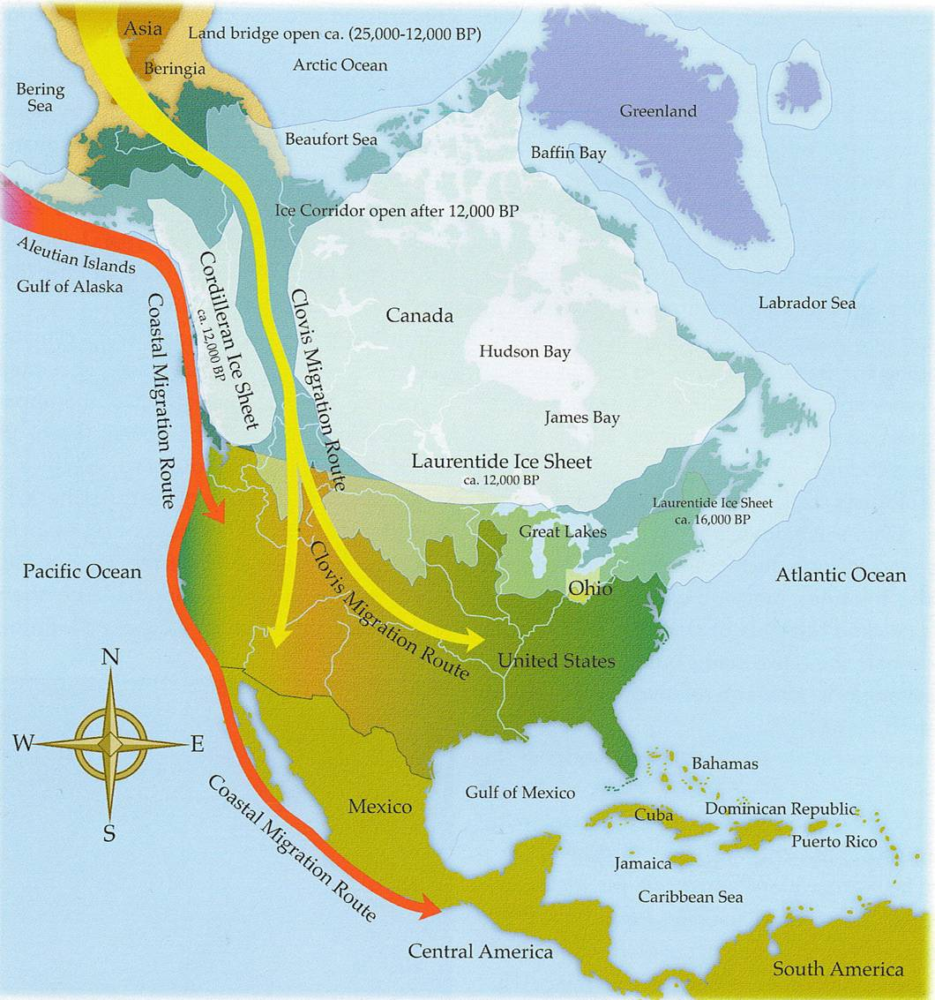 Asia
Land bridge open ca. (25,000-12,000 BP)
Beringia
Arctic Ocean
Bering
Sea
Greenland
Beaufort Sea
Baffin Bay
Ice Corridor open after 12,000 BP
Aleutian Islands
Gulf of Alaska
Cordilleran Ice Sheet
ca. 12,000 BP
Coastal Migration Route
Clovis Migration Route
Canada
Labrador Sea
Hudson Bay
James Bay
Laurentide Ice Sheet
ca. 12,000 BP
Laurentide Ice Sheet
ca. 16,000 BP
Great Lakes
Pacific Ocean
Clovis Migration Route
Ohio
Atlantic Ocean
United States
N
W
E
S
Bahamas
Gulf of Mexico
Coastal Migration Route
Mexico
Cuba
Dominican Republic
Puerto Rico
Jamaica
Caribbean Sea
Central America
South America